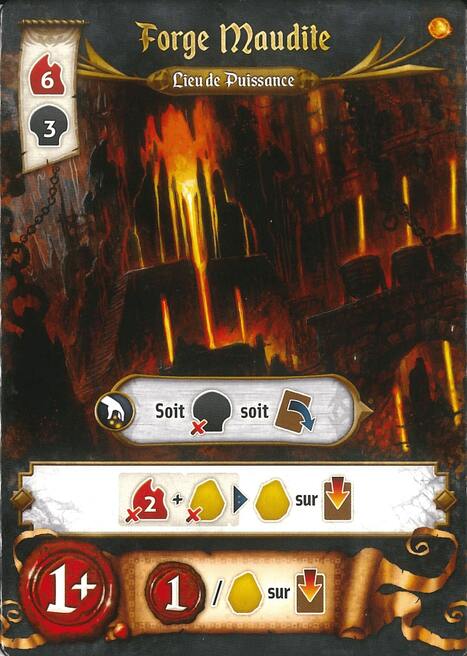 Forge Maudite
Lieu de Puissance
6
3
Soit soit
2 + sur
1+
1 / sur